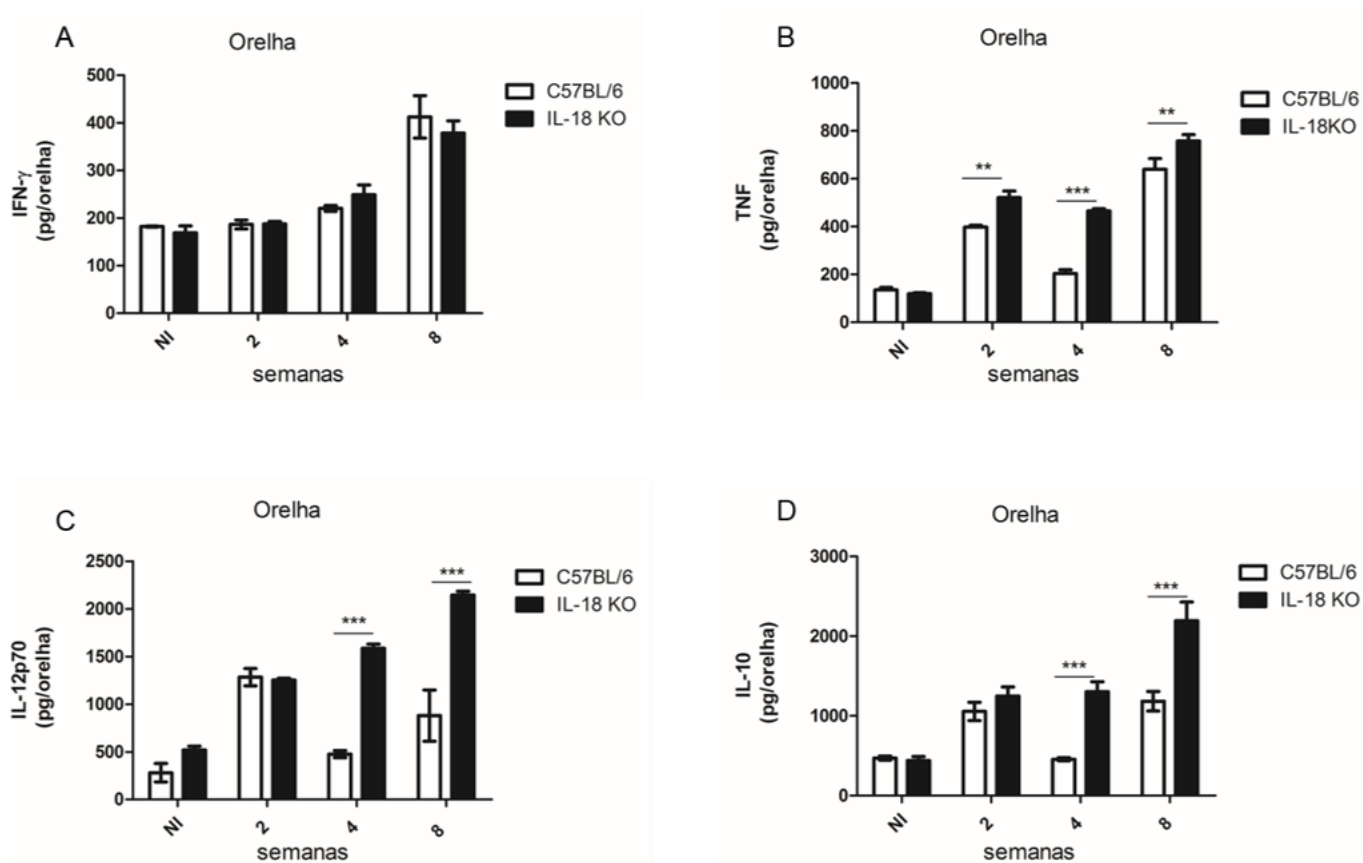 A
Orelha
500
400
300
200
100
0
IFN-γ
(pg/orelha)
NI
2
4
8
semanas
C57BL/6
IL-18 KO
B
Orelha
1000
800
600
400
200
0
TNF
(pg/orelha)
**
***
**
NI
2
4
8
semanas
C57BL/6
IL-18KO
C
Orelha
2500
2000
1500
1000
500
0
IL-12p70
(pg/orelha)
***
***
NI
2
4
8
semanas
C57BL/6
IL-18 KO
D
Orelha
3000
2000
1000
0
IL-10
(pg/orelha)
***
***
NI
2
4
8
semanas
C57BL/6
IL-18 KO